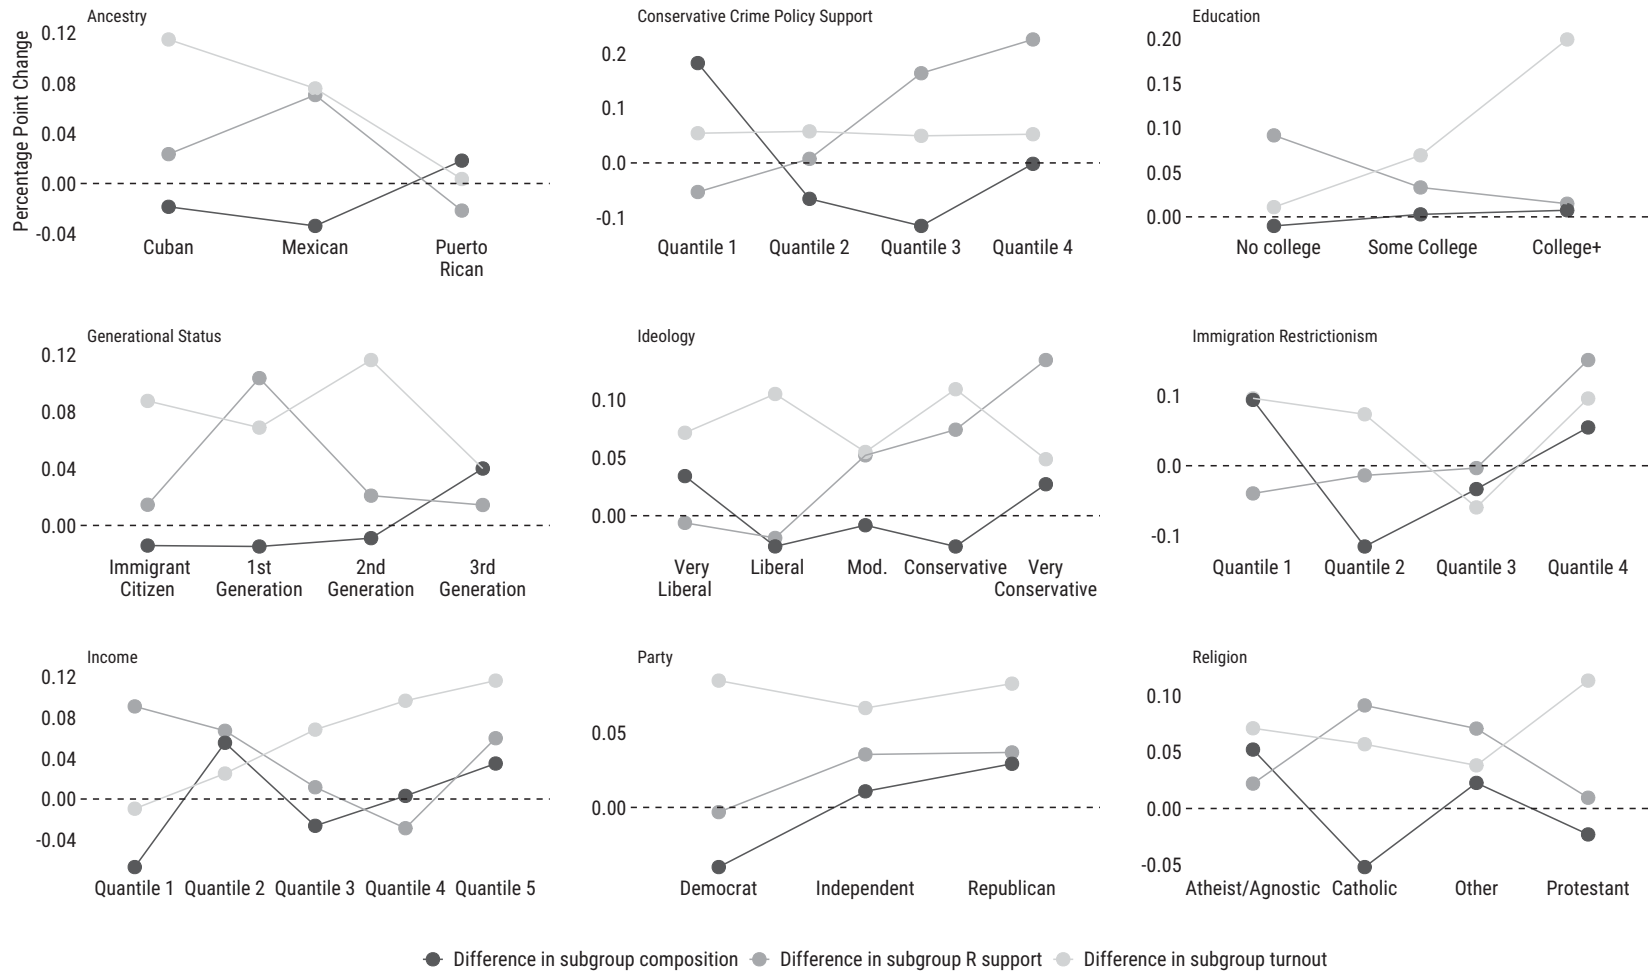 Ancestry
Percentage Point Change
0.12
0.08
0.04
0.00
-0.04
Cuban Mexican Puerto
Rican
Conservative Crime Policy Support
0.2
0.1
0.0
-0.1
Quantile 1 Quantile 2 Quantile 3 Quantile 4
Education
0.20
0.15
0.10
0.05
0.00
No college Some College College+
Generational Status
0.12
0.08
0.04
0.00
Immigrant 1st 2nd 3rd
Citizen Generation Generation Generation
Ideology
0.10
0.05
0.00
Very Liberal Mod. Conservative Very
Liberal Conservative
Immigration Restrictionism
0.1
0.0
-0.1
Quantile 1 Quantile 2 Quantile 3 Quantile 4
Income
0.12
0.08
0.04
0.00
-0.04
Quantile 1 Quantile 2 Quantile 3 Quantile 4 Quantile 5
Party
0.05
0.00
Democrat Independent Republican
Religion
0.10
0.05
0.00
-0.05
Atheist/Agnostic Catholic Other Protestant
Difference in subgroup composition Difference in subgroup R support Difference in subgroup turnout